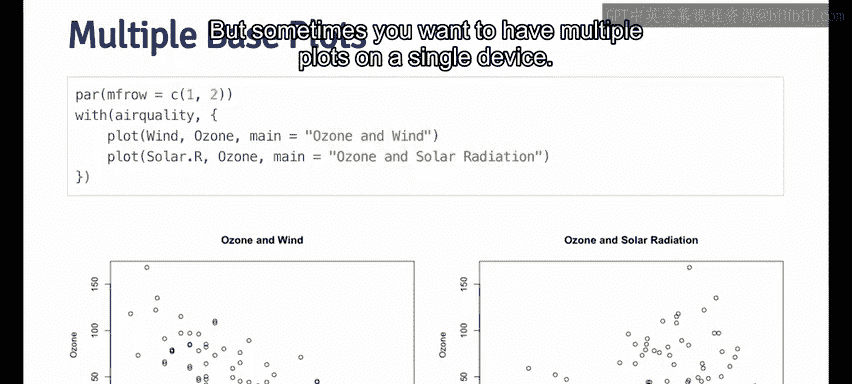 Multiple Base Plots
But sometimes you want to have multiple
plots on a single device.
par(mfrow = c(1, 2))
with(airquality, {
plot(Wind, Ozone, main = "Ozone and Wind")
plot(Solar.R, Ozone, main = "Ozone and Solar Radiation")
})
Ozone and Wind
Ozone
150
100
50
Ozone and Solar Radiation
Ozone
150
100
50